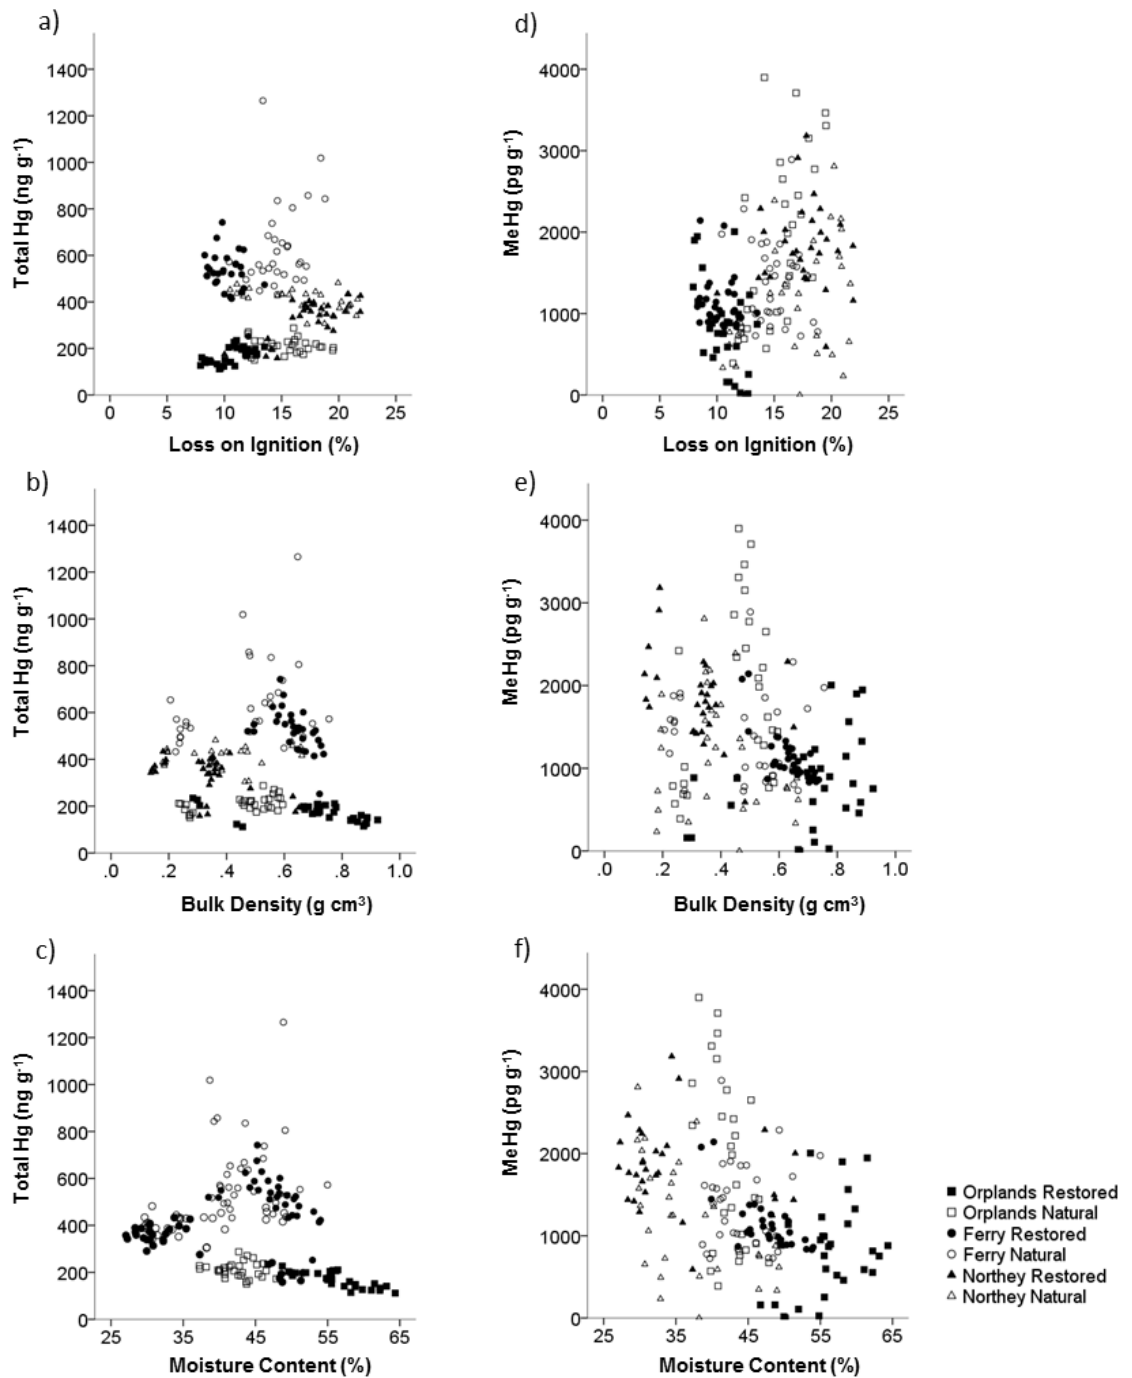 a)
Total Hg (ng g-1)
1400
1200
1000
800
600
400
200
0
0 5 10 15 20 25
Loss on Ignition (%)
d)
MeHg (pg g-1)
4000
3000
2000
1000
0
0 5 10 15 20 25
Loss on Ignition (%)
b)
Total Hg (ng g-1)
1400
1200
1000
800
600
400
200
0
.0 .2 .4 .6 .8 1.0
Bulk Density (g cm³)
e)
MeHg (pg g-1)
4000
3000
2000
1000
0
.0 .2 .4 .6 .8 1.0
Bulk Density (g cm³)
c)
Total Hg (ng g-1)
1400
1200
1000
800
600
400
200
0
25 35 45 55 65
Moisture Content (%)
f)
MeHg (pg g-1)
4000
3000
2000
1000
0
25 35 45 55 65
Moisture Content (%)
Orplands Restored
Orplands Natural
Ferry Restored
Ferry Natural
Northey Restored
Northey Natural